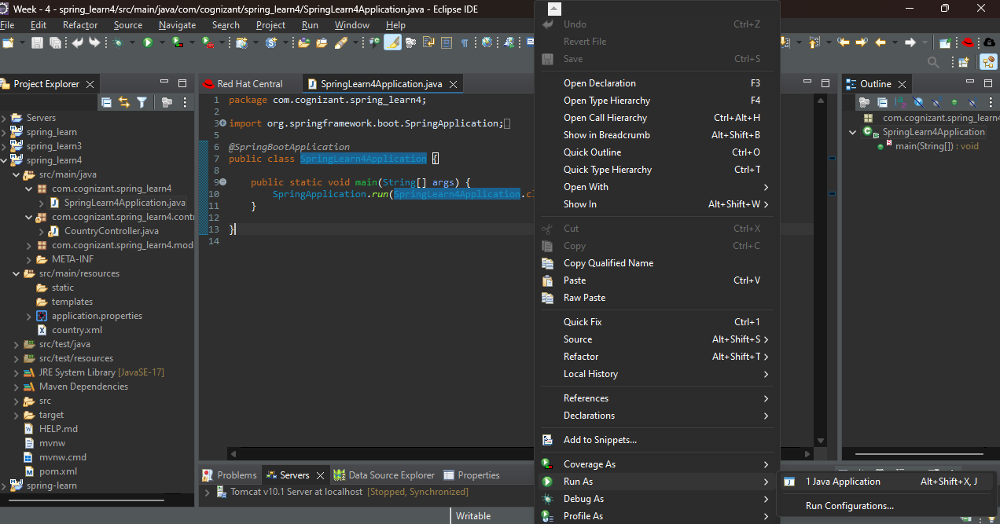 Week - 4 - spring_learn4/src/main/java/com/cognizant/spring_learn4/SpringLearn4Application.java - Eclipse IDE
File Edit Refactor Source Navigate Search Project Run Window Help
Project Explorer
Servers
spring_learn
spring_learn3
spring_learn4
src/main/java
com.cognizant.spring_learn4
SpringLearn4Application.java
com.cognizant.spring_learn4.contr
CountryController.java
com.cognizant.spring_learn4.mod
META-INF
src/main/resources
static
templates
application.properties
country.xml
src/test/java
src/test/resources
JRE System Library [JavaSE-17]
Maven Dependencies
src
target
HELP.md
mvnw
mvnw.cmd
pom.xml
spring-learn
Red Hat Central
SpringLearn4Application.java
1 package com.cognizant.spring_learn4;
2
3 import org.springframework.boot.SpringApplication;
5
6 @SpringBootApplication
7 public class SpringLearn4Application {
8
9 public static void main(String[] args) {
10 SpringApplication.run(SpringLearn4Application.cl
11 }
12
13 }
14
Problems Servers Data Source Explorer Properties
Tomcat v10.1 Server at localhost [Stopped, Synchronized]
Writable
Undo Ctrl+Z
Revert File
Save Ctrl+S
Open Declaration F3
Open Type Hierarchy F4
Open Call Hierarchy Ctrl+Alt+H
Show in Breadcrumb Alt+Shift+B
Quick Outline Ctrl+O
Quick Type Hierarchy Ctrl+T
Open With
Show In Alt+Shift+W
Cut Ctrl+X
Copy Ctrl+C
Copy Qualified Name
Paste Ctrl+V
Raw Paste
Quick Fix Ctrl+1
Source Alt+Shift+S
Refactor Alt+Shift+T
Local History
References
Declarations
Add to Snippets...
Coverage As
Run As
Debug As
Profile As
1 Java Application Alt+Shift+X, J
Run Configurations...
Outline
com.cognizant.spring_learn4
SpringLearn4Application
main(String[]) : void